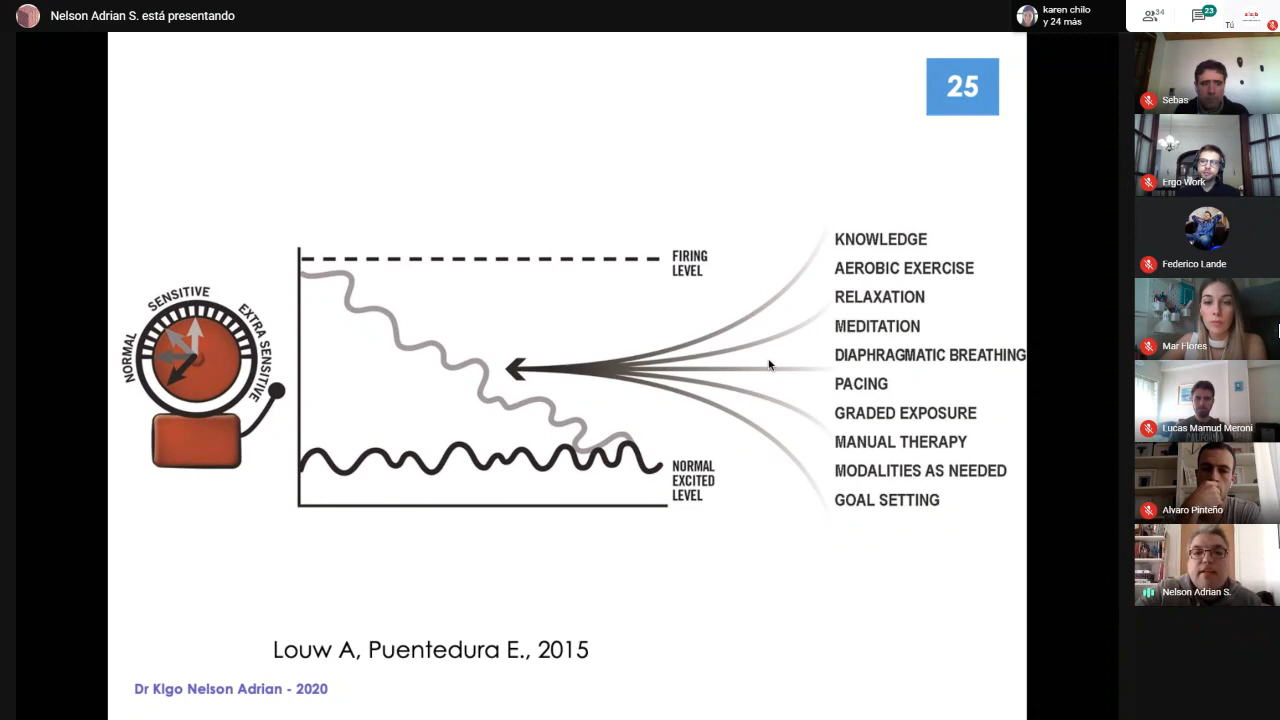 Nelson Adrian S. está presentando
karen chilo
y 24 más
34
23
Tú
25
NORMAL
SENSITIVE
EXTRA SENSITIVE
FIRING
LEVEL
NORMAL
EXCITED
LEVEL
KNOWLEDGE
AEROBIC EXERCISE
RELAXATION
MEDITATION
DIAPHRAGMATIC BREATHING
PACING
GRADED EXPOSURE
MANUAL THERAPY
MODALITIES AS NEEDED
GOAL SETTING
Louw A, Puentedura E., 2015
Dr Klgo Nelson Adrian - 2020
Sebas
Ergo Work
Federico Lande
Mar Flores
Lucas Mamud Meroni
Alvaro Pinteño
Nelson Adrian S.